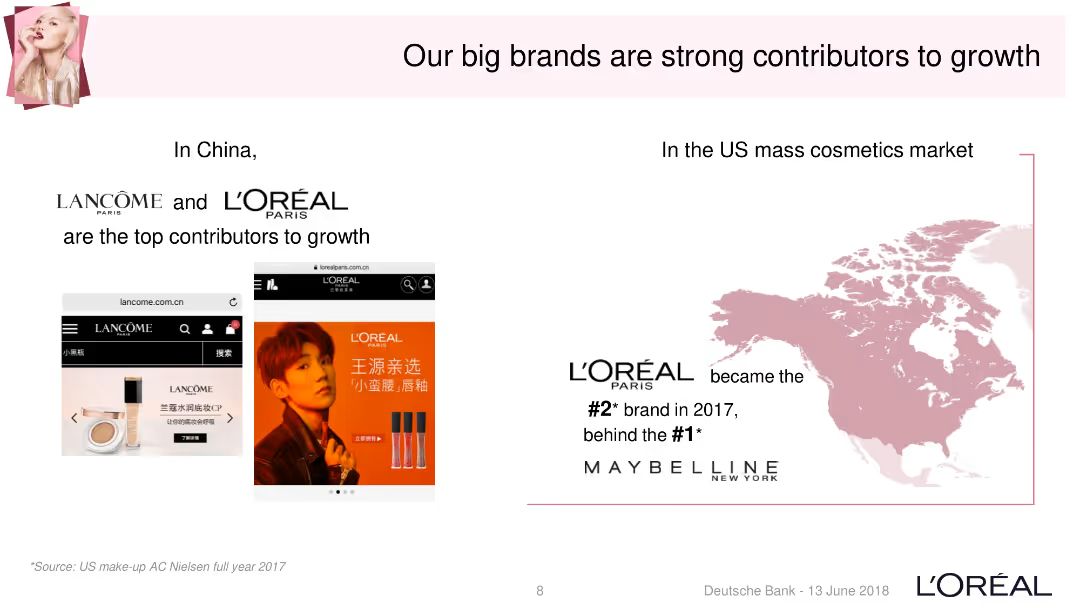 Our big brands are strong contributors to growth
In China,
LANCÔME PARIS and L'ORÉAL PARIS
are the top contributors to growth
lancome.com.cn
LANCÔME
小黑瓶
搜索
LANCÔME
PARIS
兰蔻水润底妆CP
让你的底妆会呼吸
了解详情
lorealparis.com.cn
L'ORÉAL
L'ORÉAL
PARIS
王源亲选
「小蛮腰」唇釉
立即拥有
In the US mass cosmetics market
L'ORÉAL PARIS became the
#2* brand in 2017,
behind the #1*
MAYBELLINE
NEW YORK
*Source: US make-up AC Nielsen full year 2017
8
Deutsche Bank - 13 June 2018
L'ORÉAL